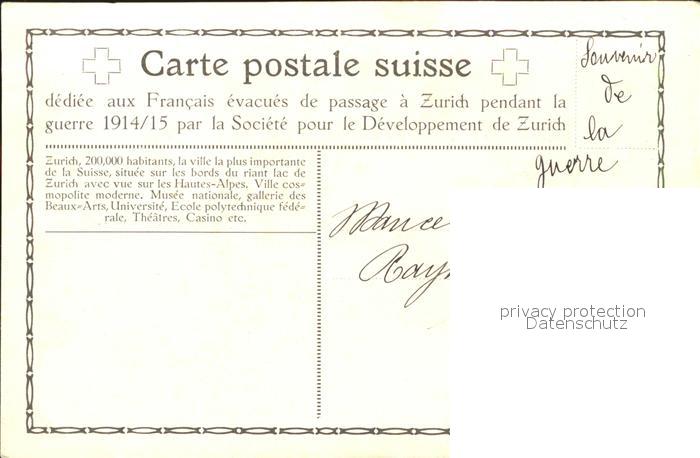 Carte postale suisse
dédiée aux Français évacués de passage à Zurich pendant la
guerre 1914/15 par la Société pour le Développement de Zurich
Souvenir
de
la
guerre
Zurich, 200,000 habitants, la ville la plus importante
de la Suisse, située sur les bords du riant lac de
Zurich avec vue sur les Hautes-Alpes. Ville cos=
mopolite moderne. Musée nationale, gallerie des
Beaux=Arts, Université, Ecole polytechnique fédé=
rale, Théâtres, Casino etc.
privacy protection
Datenschutz